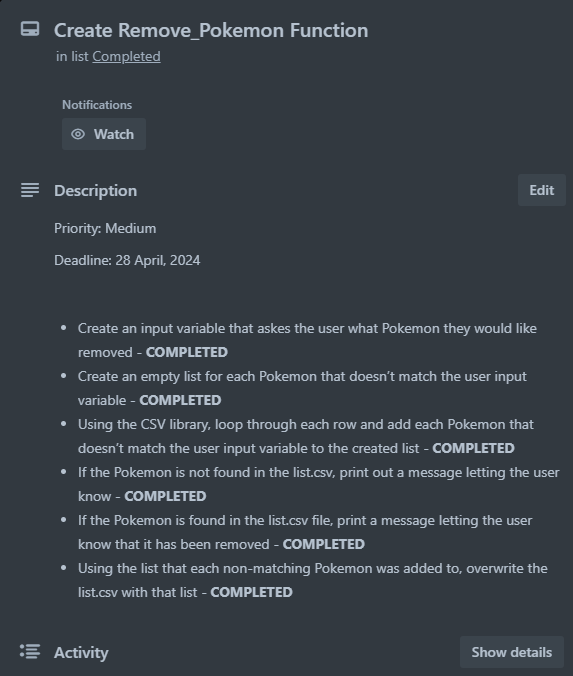 Create Remove_Pokemon Function
in list Completed
Notifications
Watch
Description
Edit
Priority: Medium
Deadline: 28 April, 2024
• Create an input variable that askes the user what Pokemon they would like
removed - COMPLETED
• Create an empty list for each Pokemon that doesn't match the user input
variable - COMPLETED
• Using the CSV library, loop through each row and add each Pokemon that
doesn't match the user input variable to the created list - COMPLETED
• If the Pokemon is not found in the list.csv, print out a message letting the user
know - COMPLETED
• If the Pokemon is found in the list.csv file, print a message letting the user
know that it has been removed - COMPLETED
• Using the list that each non-matching Pokemon was added to, overwrite the
list.csv with that list - COMPLETED
Activity
Show details